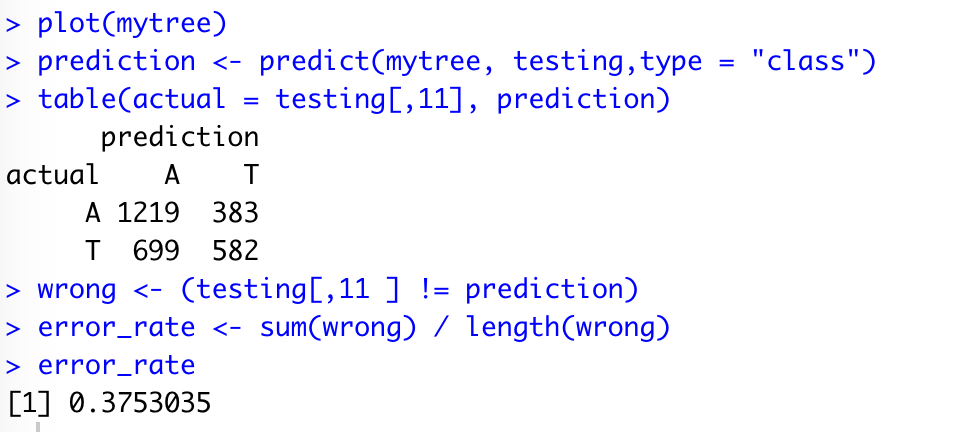 > plot(mytree)
> prediction <- predict(mytree, testing,type = "class")
> table(actual = testing[,11], prediction)
      prediction
actual    A    T
     A 1219  383
     T  699  582
> wrong <- (testing[,11 ] != prediction)
> error_rate <- sum(wrong) / length(wrong)
> error_rate
[1] 0.3753035